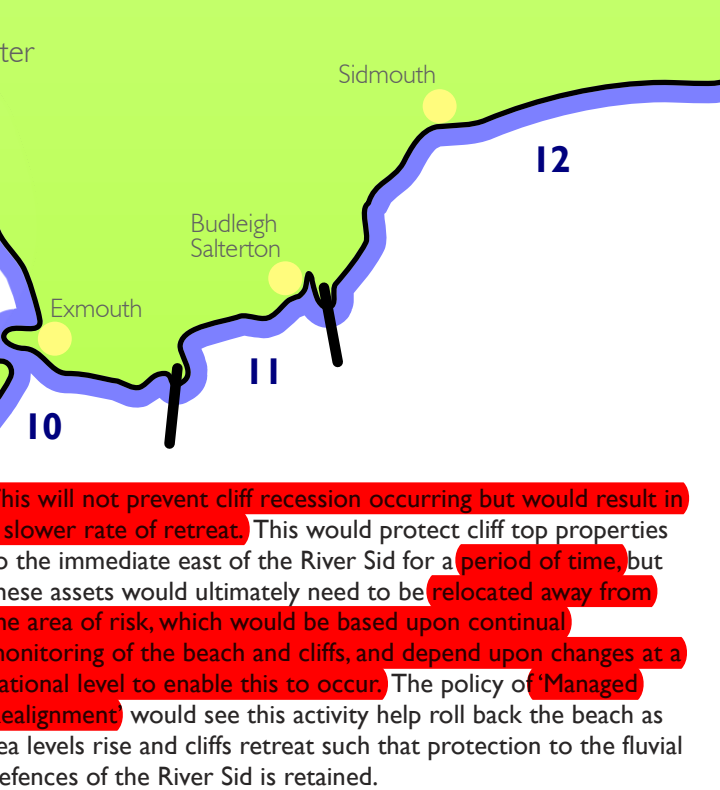 ter
Sidmouth
12
Budleigh
Salterton
Exmouth
11
10
his will not prevent cliff recession occurring but would result in
slower rate of retreat. This would protect cliff top properties
o the immediate east of the River Sid for a period of time, but
hese assets would ultimately need to be relocated away from
he area of risk, which would be based upon continual
monitoring of the beach and cliffs, and depend upon changes at a
ational level to enable this to occur. The policy of ‘Managed
ealignment’ would see this activity help roll back the beach as
ea levels rise and cliffs retreat such that protection to the fluvial
efences of the River Sid is retained.